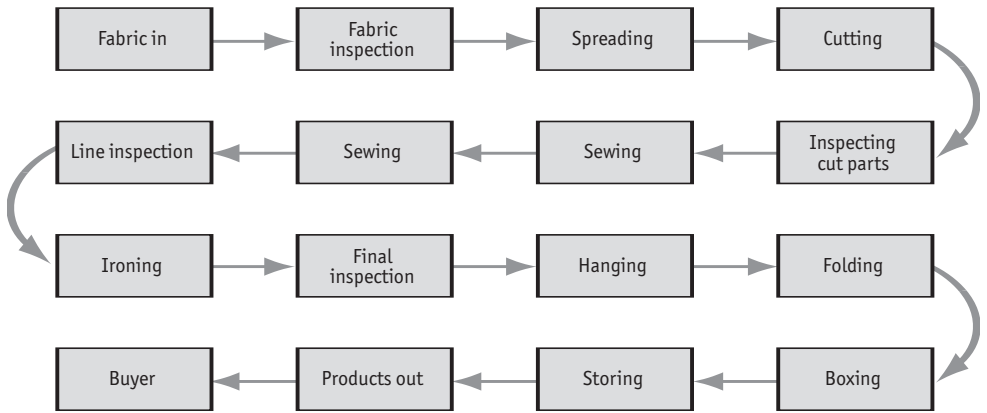 Fabric in
Fabric
inspection
Spreading
Cutting
Inspecting
cut parts
Sewing
Sewing
Line inspection
Ironing
Final
inspection
Hanging
Folding
Boxing
Storing
Products out
Buyer